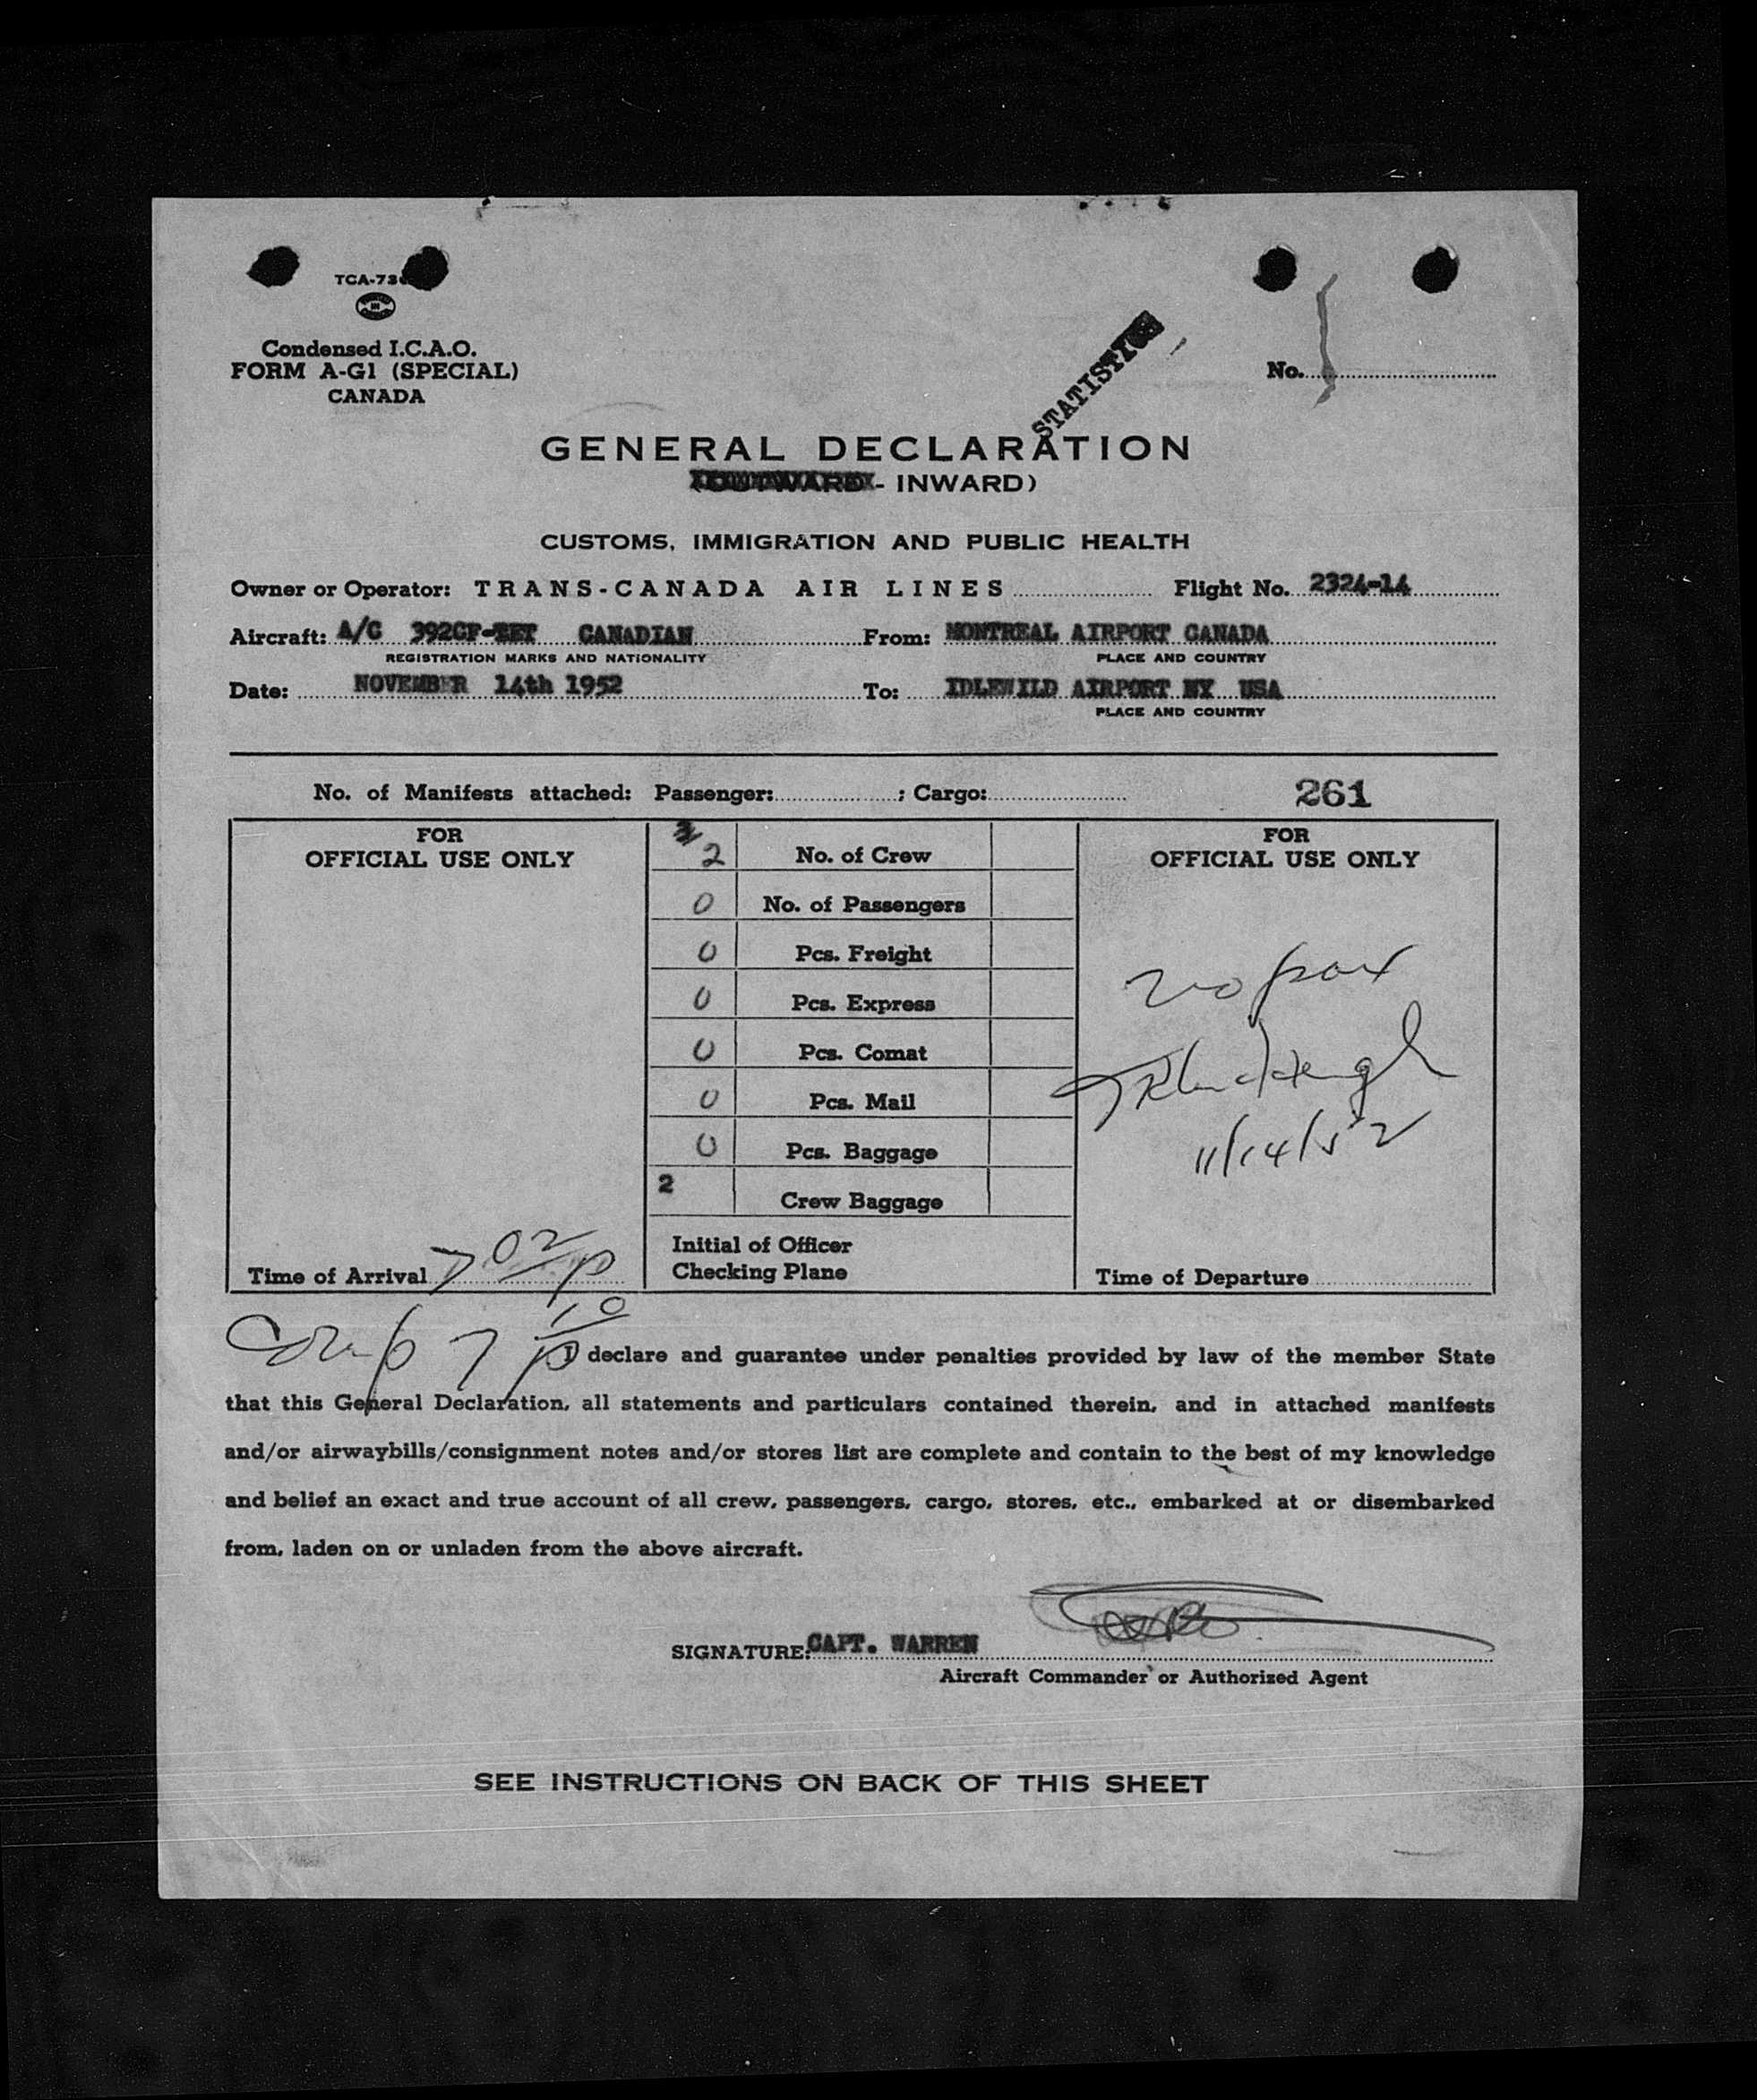 TCA-73
Condensed I.C.A.O.
FORM A-G1 (SPECIAL)
CANADA
No.
STATISTICS
GENERAL DECLARATION
(OUTWARD - INWARD)
CUSTOMS, IMMIGRATION AND PUBLIC HEALTH
Owner or Operator: TRANS-CANADA AIR LINES Flight No. 2324-14
Aircraft: A/C 392CF- CANADIAN From: MONTREAL AIRPORT CANADA
REGISTRATION MARKS AND NATIONALITY PLACE AND COUNTRY
Date: NOVEMBER 14th 1952 To: IDLEWILD AIRPORT NY USA
PLACE AND COUNTRY
No. of Manifests attached: Passenger: ; Cargo: 261
FOR
OFFICIAL USE ONLY
2 No. of Crew
0 No. of Passengers
0 Pcs. Freight
0 Pcs. Express
0 Pcs. Comat
0 Pcs. Mail
0 Pcs. Baggage
2 Crew Baggage
Initial of Officer
Checking Plane
FOR
OFFICIAL USE ONLY
no pax
11/14/52
Time of Arrival 7 02/p
Time of Departure
Comp 7 10/p
I declare and guarantee under penalties provided by law of the member State
that this General Declaration, all statements and particulars contained therein, and in attached manifests
and/or airwaybills/consignment notes and/or stores list are complete and contain to the best of my knowledge
and belief an exact and true account of all crew, passengers, cargo, stores, etc., embarked at or disembarked
from, laden on or unladen from the above aircraft.
SIGNATURE: CAPT. WARREN
Aircraft Commander or Authorized Agent
SEE INSTRUCTIONS ON BACK OF THIS SHEET